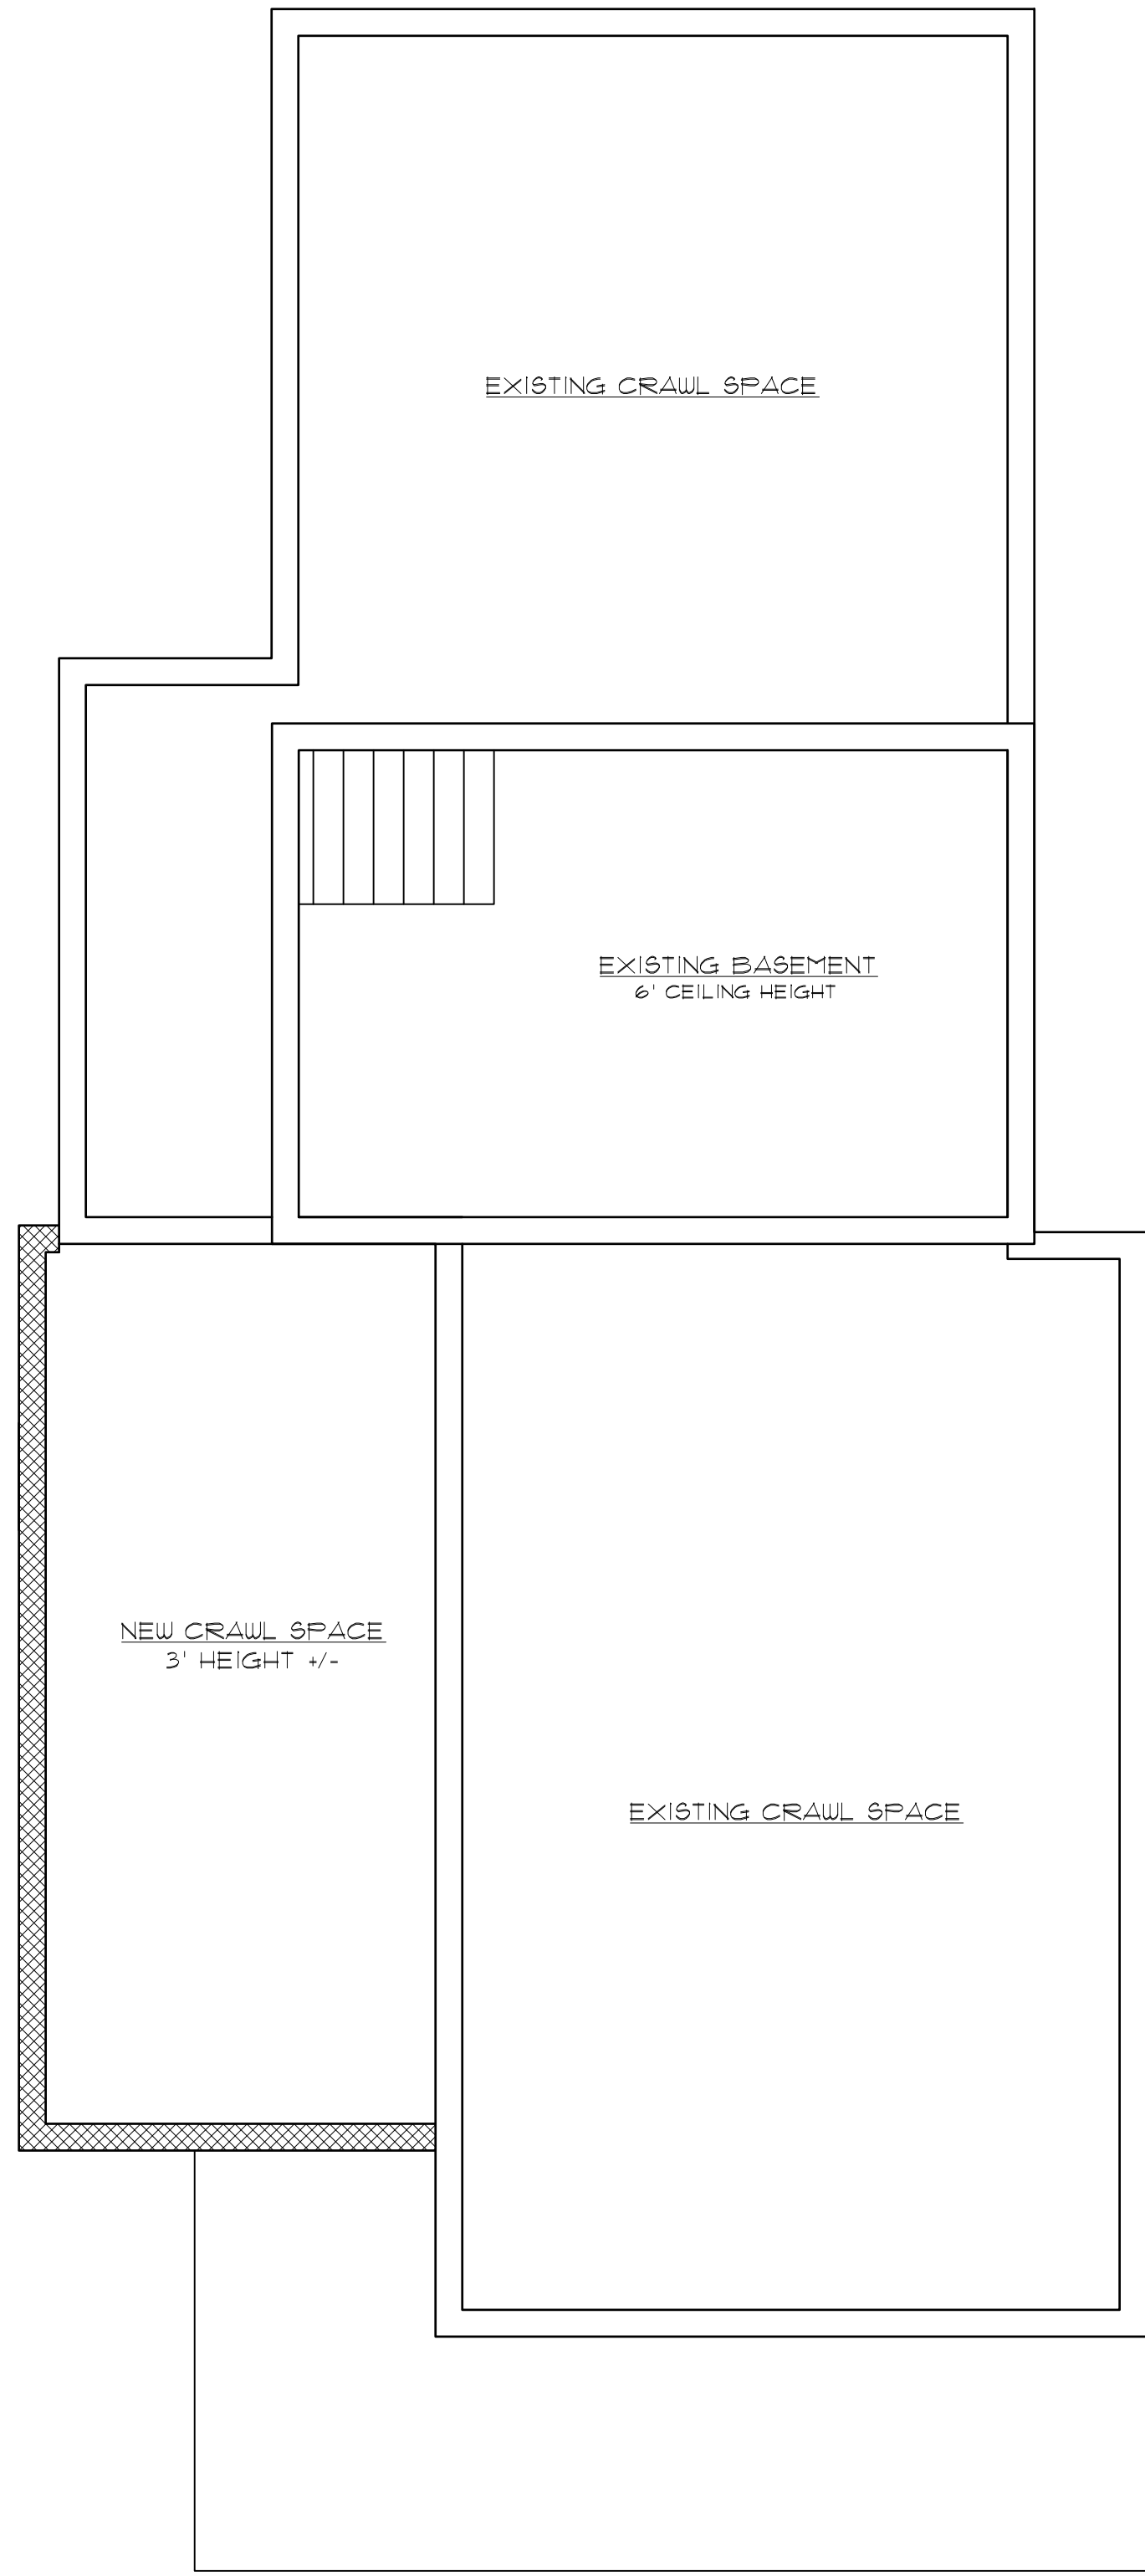 EXISTING CRAWL SPACE
EXISTING BASEMENT
6' CEILING HEIGHT
NEW CRAWL SPACE
3' HEIGHT +/-
EXISTING CRAWL SPACE